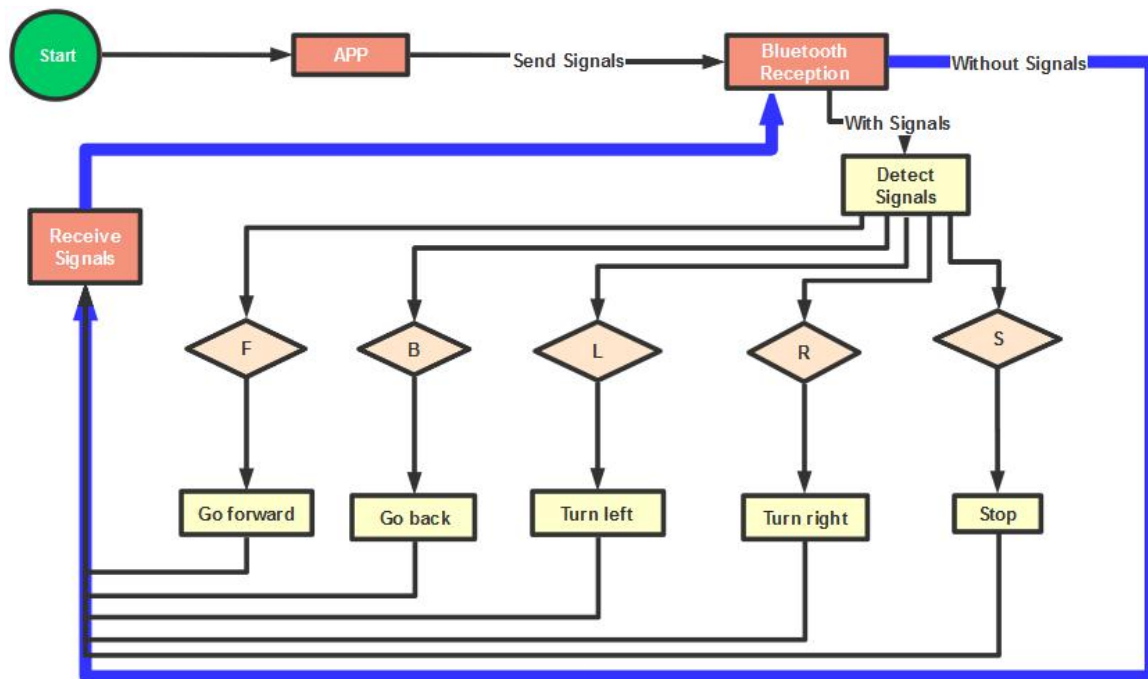 Start
APP
Send Signals
Bluetooth
Reception
Without Signals
With Signals
Detect
Signals
Receive
Signals
F
B
L
R
S
Go forward
Go back
Turn left
Turn right
Stop